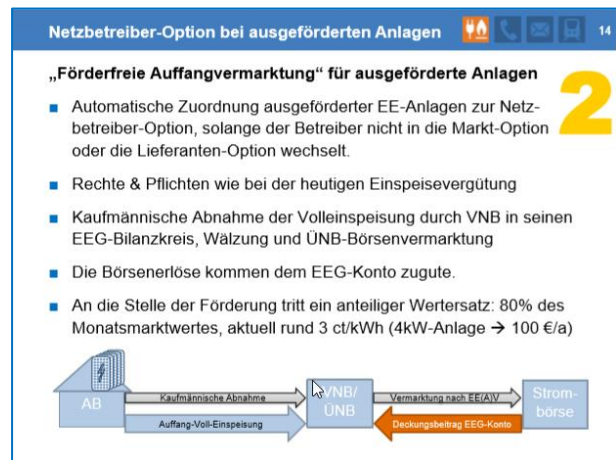 Netzbetreiber-Option bei ausgeförderten Anlagen
14
„Förderfreie Auffangvermarktung“ für ausgeförderte Anlagen
2
■ Automatische Zuordnung ausgeförderter EE-Anlagen zur Netz-
betreiber-Option, solange der Betreiber nicht in die Markt-Option
oder die Lieferanten-Option wechselt.
■ Rechte & Pflichten wie bei der heutigen Einspeisevergütung
■ Kaufmännische Abnahme der Volleinspeisung durch VNB in seinen
EEG-Bilanzkreis, Wälzung und ÜNB-Börsenvermarktung
■ Die Börsenerlöse kommen dem EEG-Konto zugute.
■ An die Stelle der Förderung tritt ein anteiliger Wertersatz: 80% des
Monatsmarktwertes, aktuell rund 3 ct/kWh (4kW-Anlage → 100 €/a)
AB
Kaufmännische Abnahme
Auffang-Voll-Einspeisung
VNB/
ÜNB
Vermarktung nach EE(A)V
Deckungsbeitrag EEG-Konto
Strom-
börse